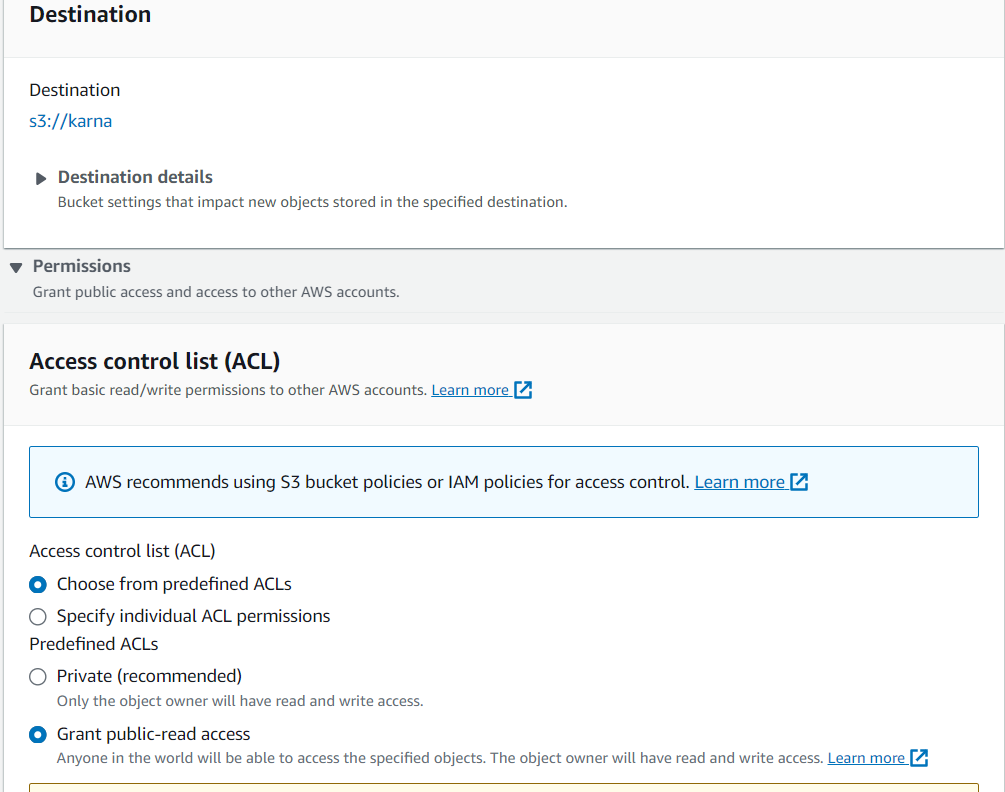 Destination
Destination
s3://karna
Destination details
Bucket settings that impact new objects stored in the specified destination.
Permissions
Grant public access and access to other AWS accounts.
Access control list (ACL)
Grant basic read/write permissions to other AWS accounts. Learn more
AWS recommends using S3 bucket policies or IAM policies for access control. Learn more
Access control list (ACL)
Choose from predefined ACLs
Specify individual ACL permissions
Predefined ACLs
Private (recommended)
Only the object owner will have read and write access.
Grant public-read access
Anyone in the world will be able to access the specified objects. The object owner will have read and write access. Learn more